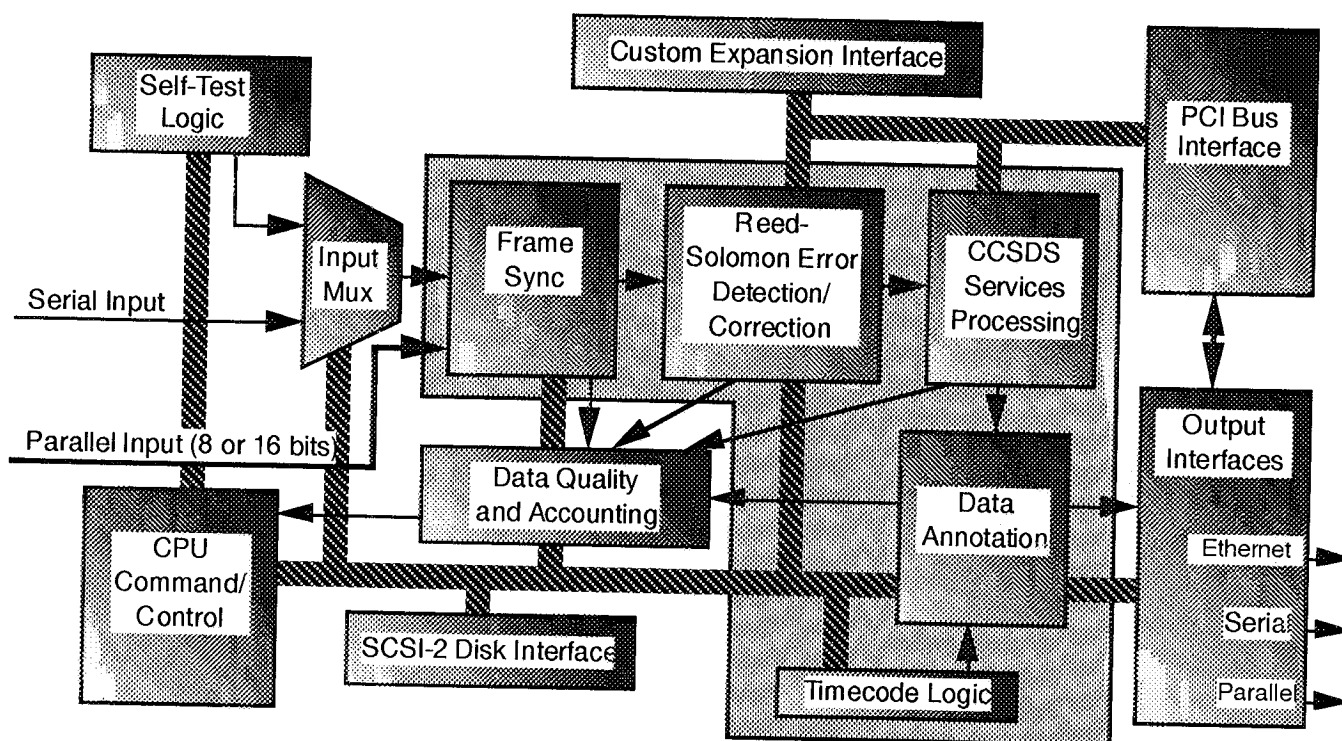 Custom Expansion Interface
Self-Test
Logic
PCI Bus
Interface
Input
Mux
Frame
Sync
Reed-
Solomon Error
Detection/
Correction
CCSDS
Services
Processing
Serial Input
Parallel Input (8 or 16 bits)
Data Quality
and Accounting
Data
Annotation
Output
Interfaces
Ethernet
Serial
Parallel
CPU
Command/
Control
SCSI-2 Disk Interface
Timecode Logic